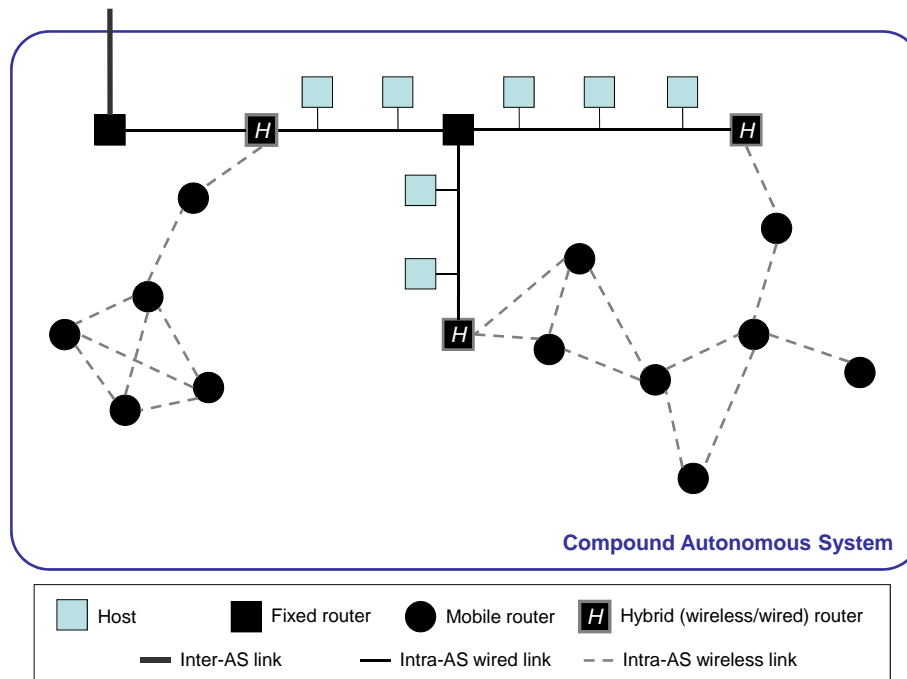 H
H
H
Compound Autonomous System
Host
Fixed router
Mobile router
H
Hybrid (wireless/wired) router
Inter-AS link
Intra-AS wired link
Intra-AS wireless link